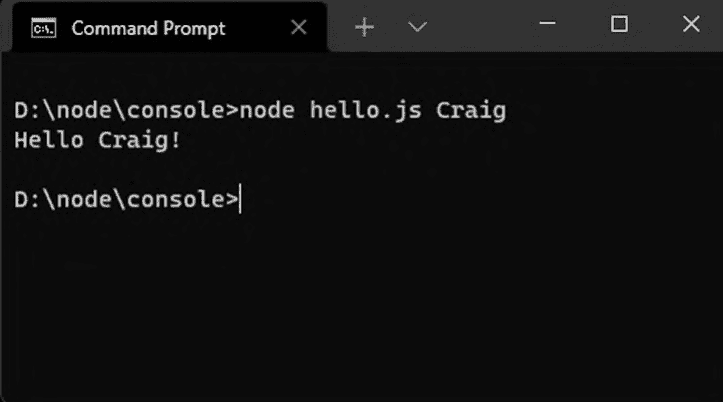 Command Prompt
D:\node\console>node hello.js Craig
Hello Craig!
D:\node\console>